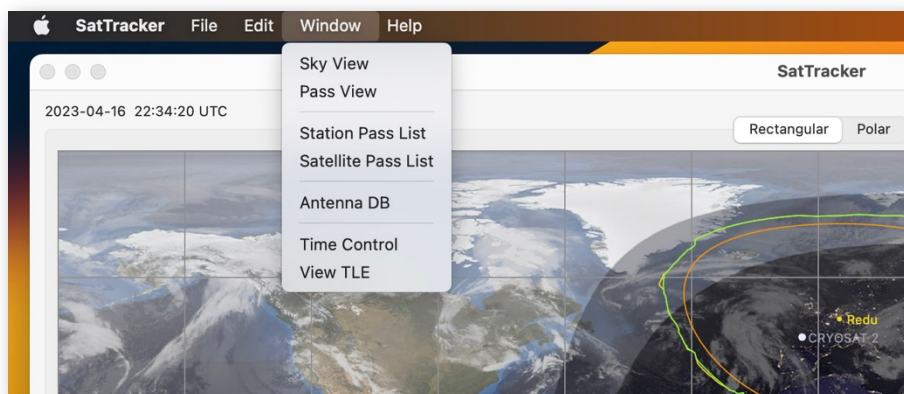 SatTracker File Edit Window Help
Sky View
Pass View
Station Pass List
Satellite Pass List
Antenna DB
Time Control
View TLE
SatTracker
2023-04-16 22:34:20 UTC
Rectangular Polar
Redu
CRYOSAT 2